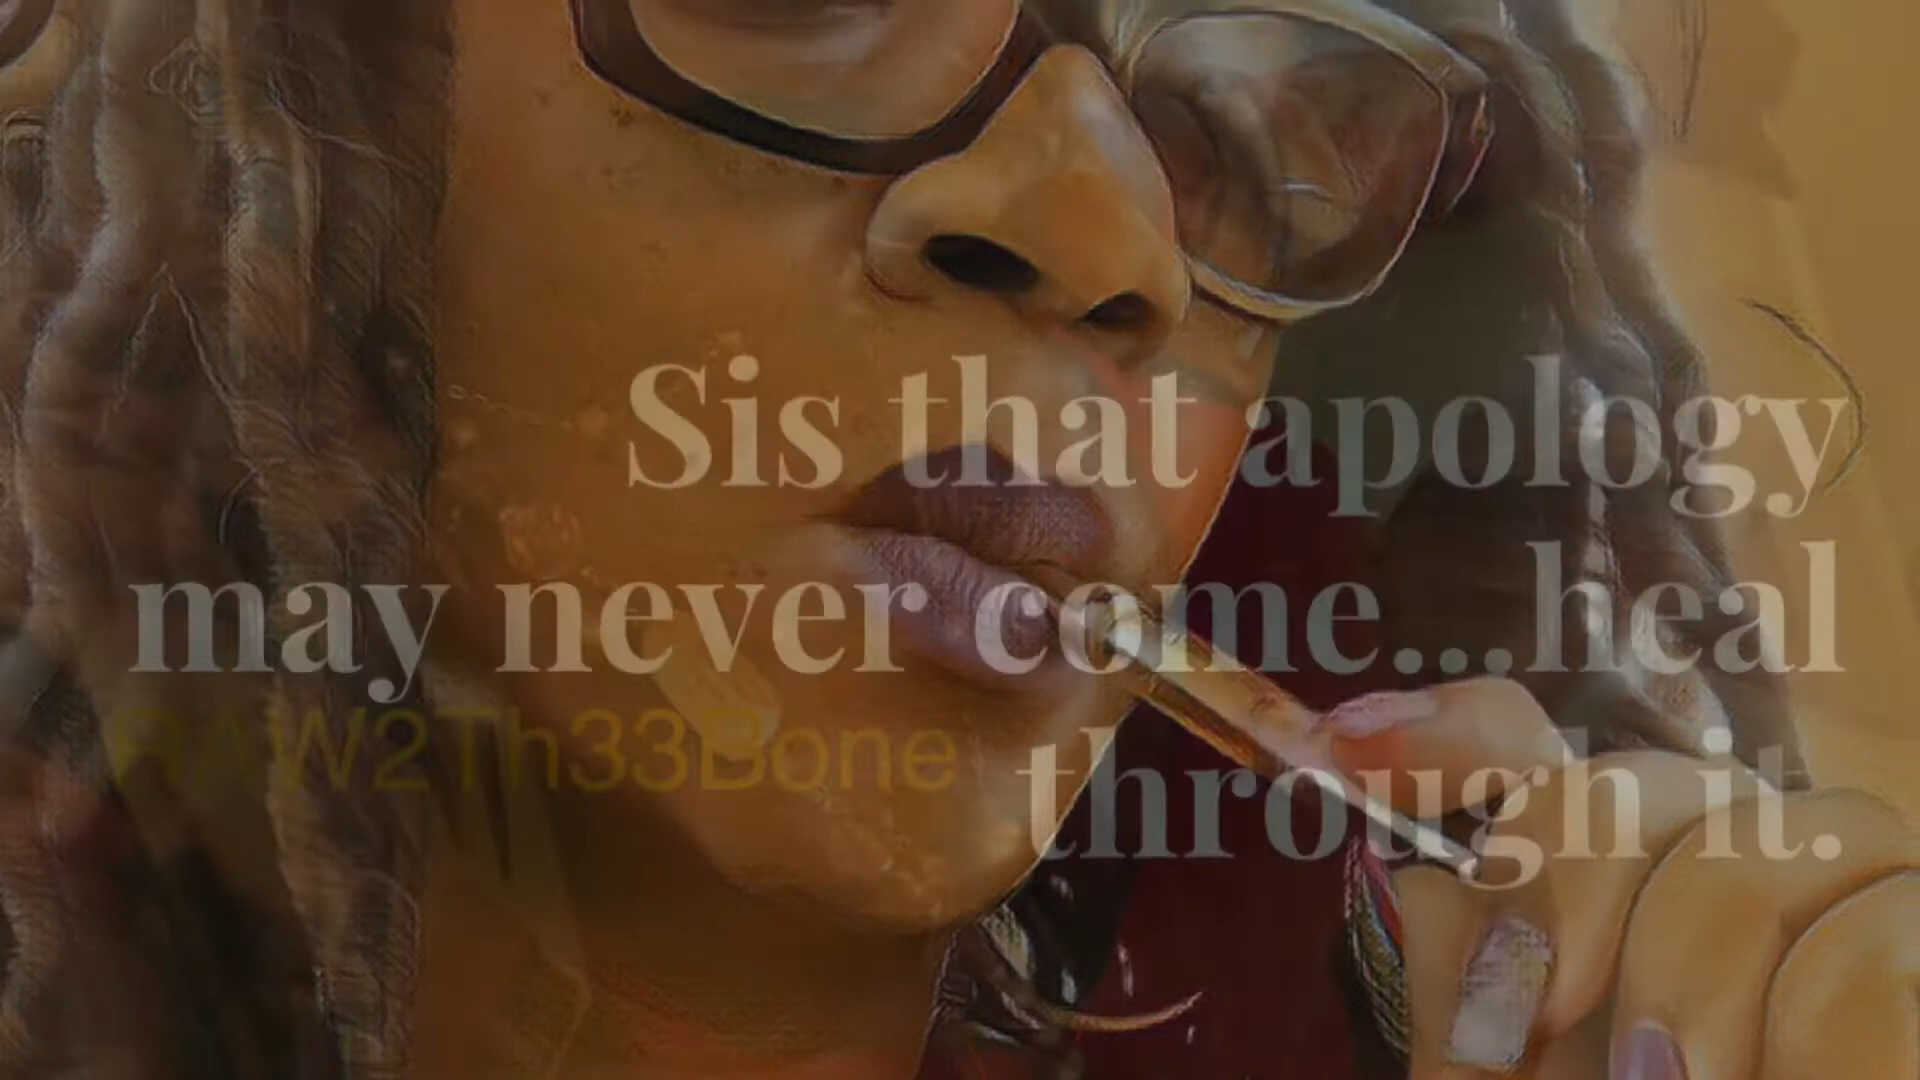 Sis that apology
may never come...heal
through it.
RAW2Th33Bone